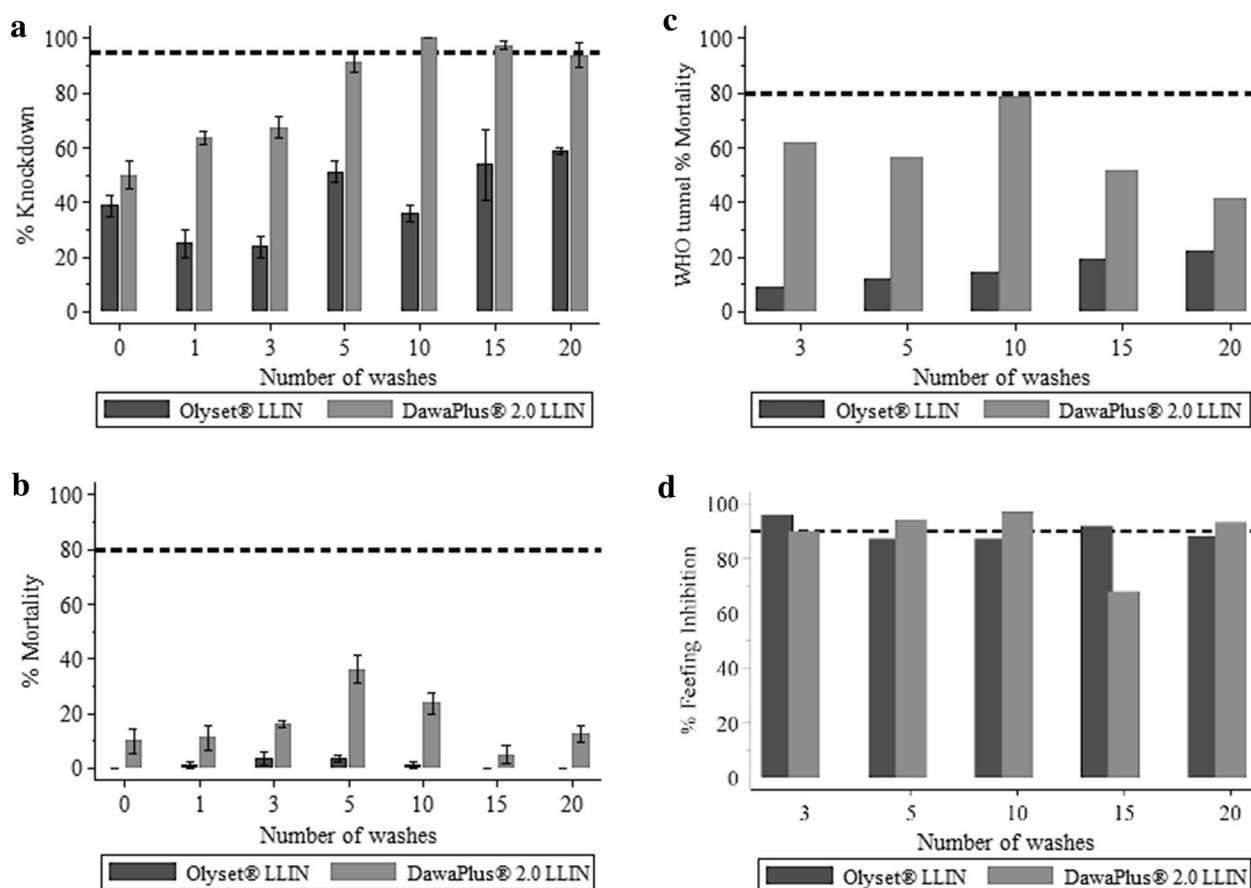 a
100
80
60
40
20
0
% Knockdown
0 1 3 5 10 15 20
Number of washes
Olyset® LLIN DawaPlus® 2.0 LLIN
c
100
80
60
40
20
0
WHO tunnel % Mortality
3 5 10 15 20
Number of washes
Olyset® LLIN DawaPlus® 2.0 LLIN
b
100
80
60
40
20
0
% Mortality
0 1 3 5 10 15 20
Number of washes
Olyset® LLIN DawaPlus® 2.0 LLIN
d
100
80
60
40
20
0
% Feefing Inhibition
3 5 10 15 20
Number of washes
Olyset® LLIN DawaPlus® 2.0 LLIN